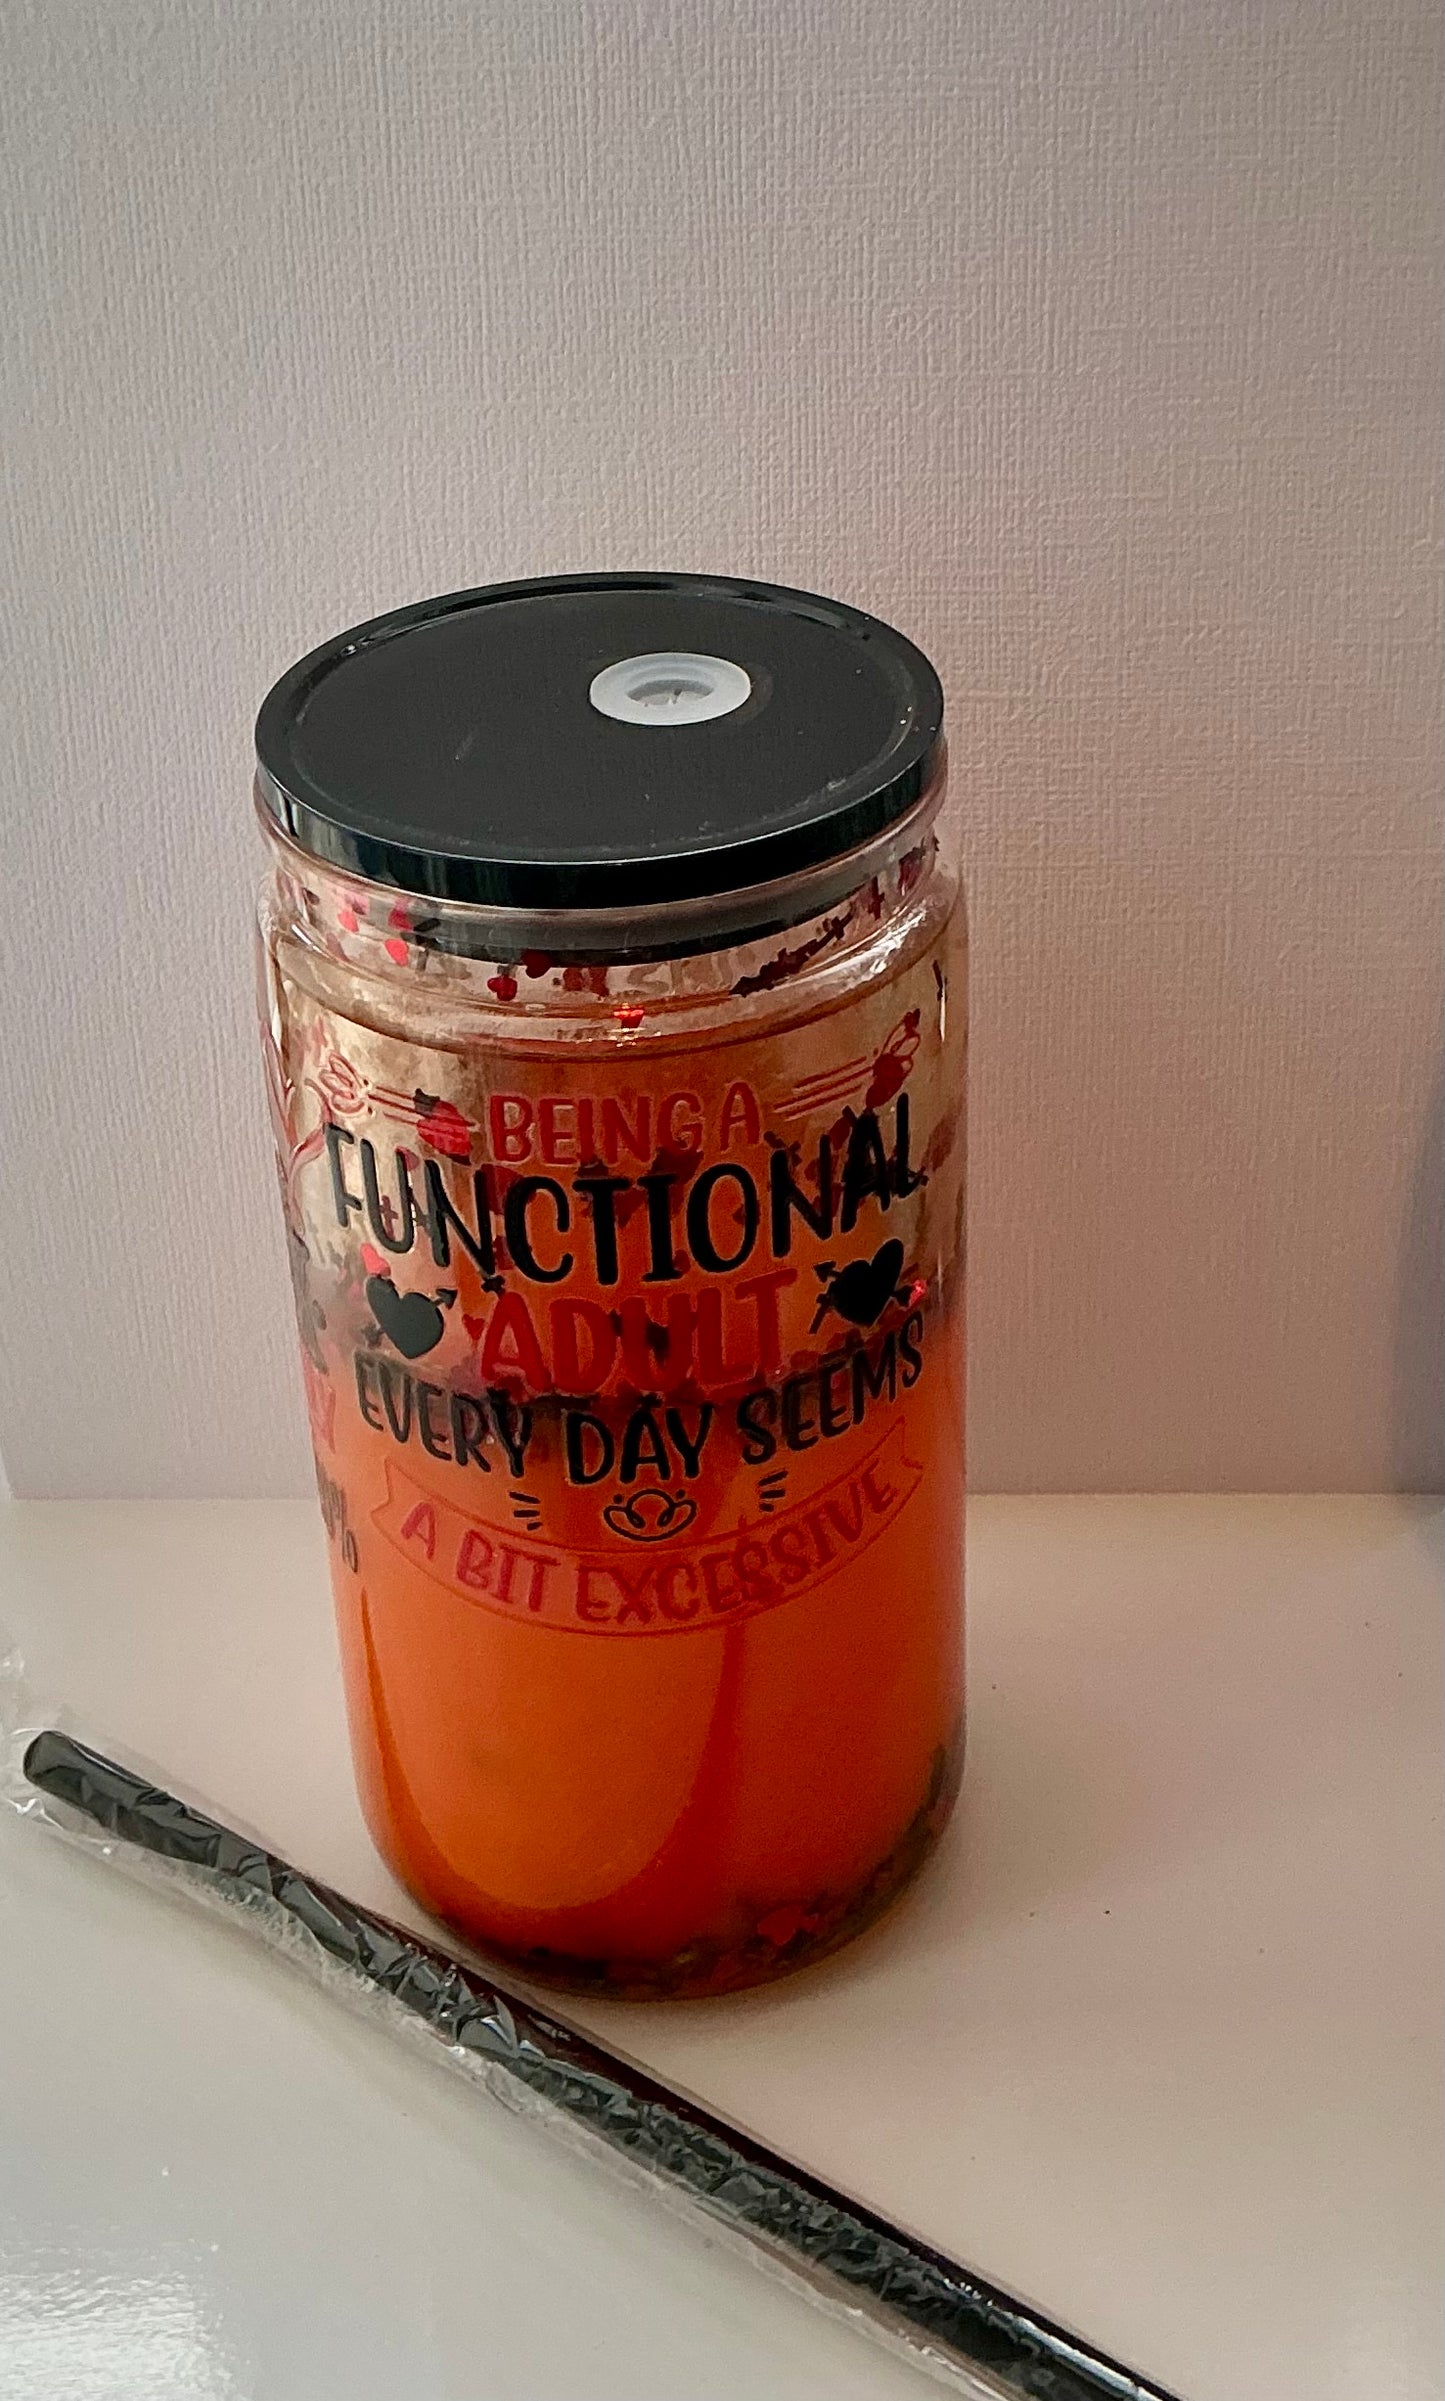 BEING A
FUNCTIONAL
ADULT
EVERY DAY SEEMS
A BIT EXCESSIVE